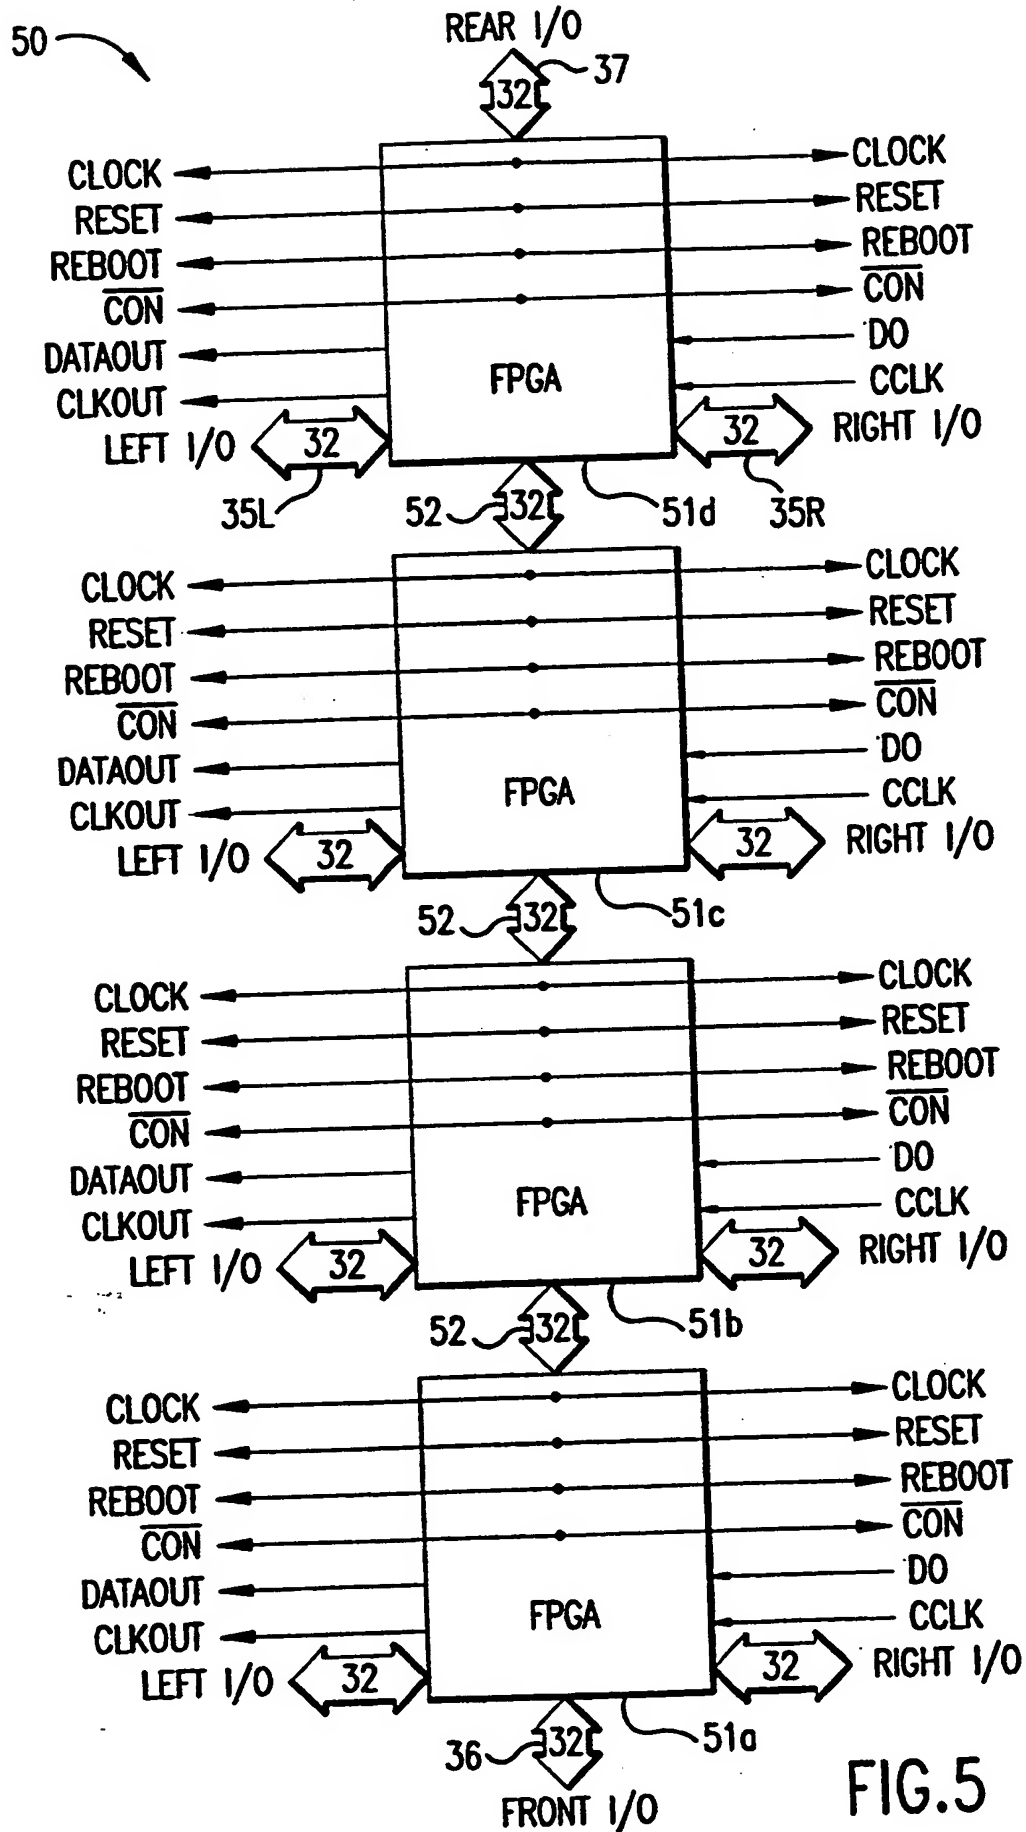 50
REAR I/O
32
37
CLOCK CLOCK
RESET RESET
REBOOT REBOOT
CON CON
DATAOUT DO
CLKOUT CCLK
FPGA
LEFT I/O 32 32 RIGHT I/O
35L 52 32 51d 35R
CLOCK CLOCK
RESET RESET
REBOOT REBOOT
CON CON
DATAOUT DO
CLKOUT CCLK
FPGA
LEFT I/O 32 32 RIGHT I/O
52 32 51c
CLOCK CLOCK
RESET RESET
REBOOT REBOOT
CON CON
DATAOUT DO
CLKOUT CCLK
FPGA
LEFT I/O 32 32 RIGHT I/O
52 32 51b
CLOCK CLOCK
RESET RESET
REBOOT REBOOT
CON CON
DATAOUT DO
CLKOUT CCLK
FPGA
LEFT I/O 32 32 RIGHT I/O
36 32 51a
FRONT I/O
FIG.5